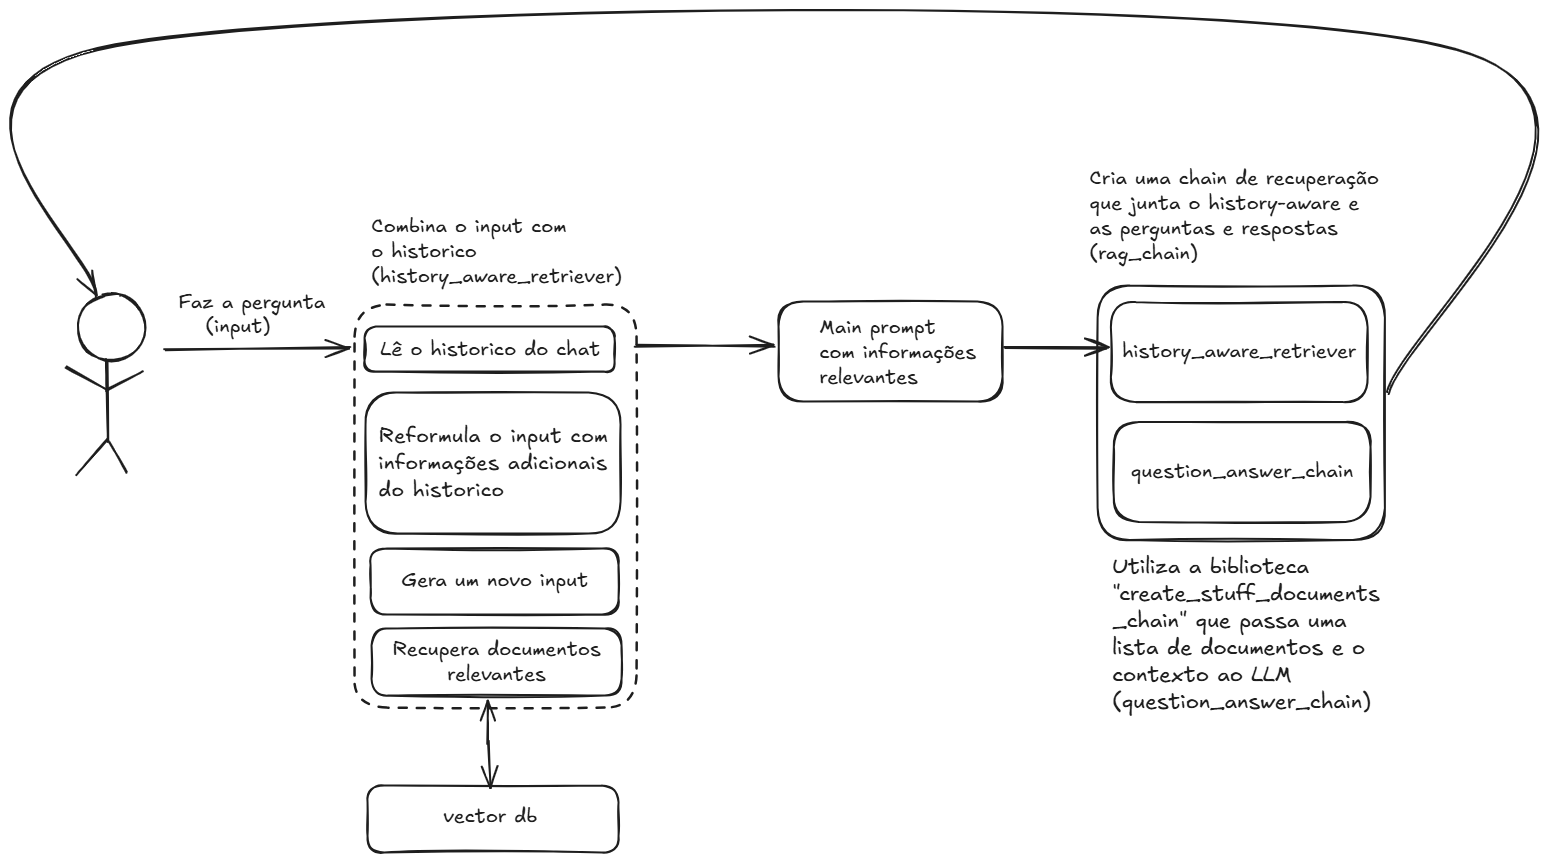 Faz a pergunta
(input)
Combina o input com
o historico
(history_aware_retriever)
Lê o historico do chat
Reformula o input com
informações adicionais
do historico
Gera um novo input
Recupera documentos
relevantes
vector db
Main prompt
com informações
relevantes
Cria uma chain de recuperação
que junta o history-aware e
as perguntas e respostas
(rag_chain)
history_aware_retriever
question_answer_chain
Utiliza a biblioteca
"create_stuff_documents
_chain" que passa uma
lista de documentos e o
contexto ao LLM
(question_answer_chain)